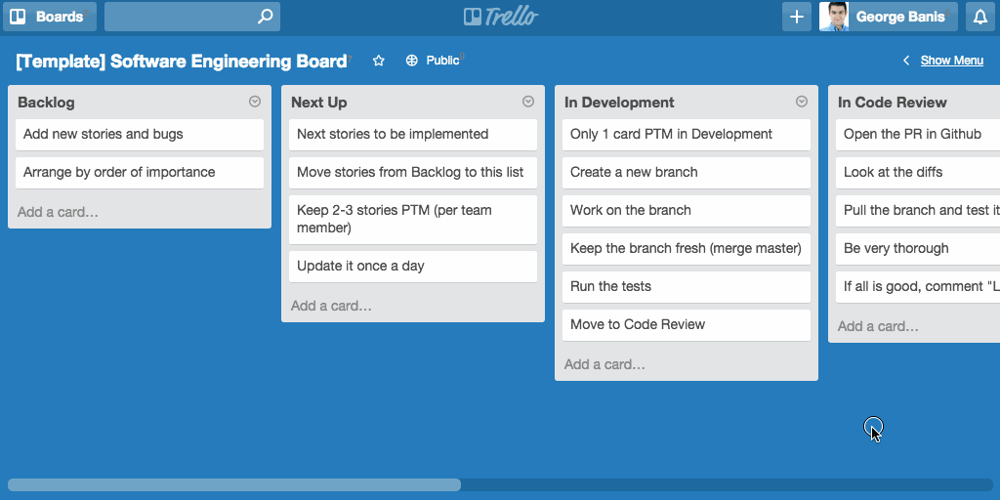 Boards
Trello
George Banis
[Template] Software Engineering Board
Public
Show Menu
Backlog
Add new stories and bugs
Arrange by order of importance
Add a card...
Next Up
Next stories to be implemented
Move stories from Backlog to this list
Keep 2-3 stories PTM (per team
member)
Update it once a day
Add a card...
In Development
Only 1 card PTM in Development
Create a new branch
Work on the branch
Keep the branch fresh (merge master)
Run the tests
Move to Code Review
Add a card...
In Code Review
Open the PR in Github
Look at the diffs
Pull the branch and test it
Be very thorough
If all is good, comment "L
Add a card...